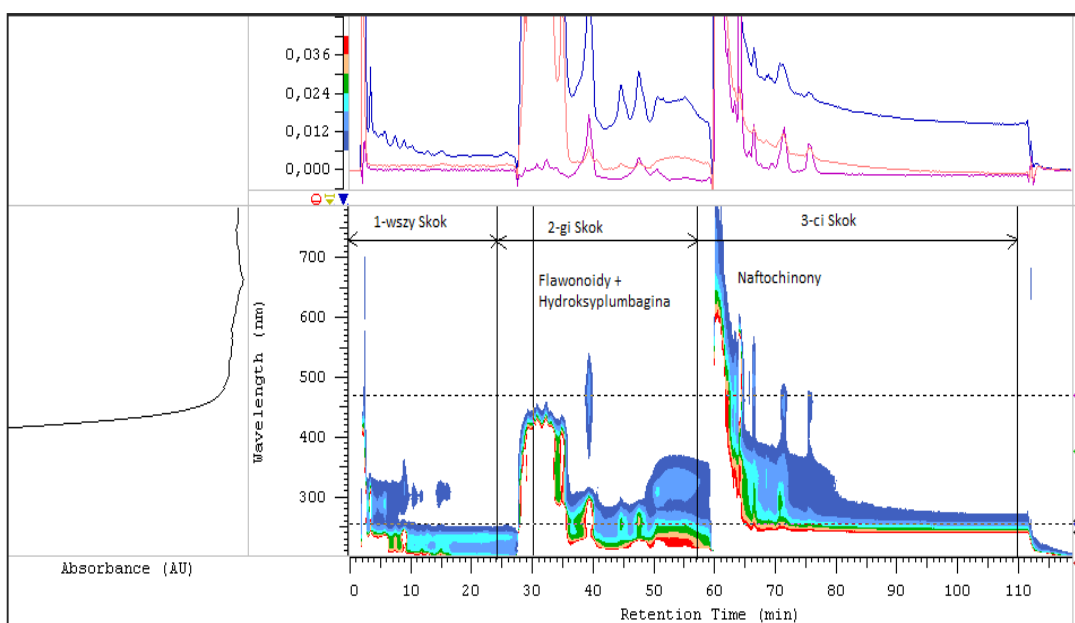 0,036
0,024
0,012
0,000
1-wszy Skok
2-gi Skok
3-ci Skok
Flawonoidy +
Hydroksyplumbagina
Naftochinony
700
600
500
400
300
Wavelength (nm)
Absorbance (AU)
0 10 20 30 40 50 60 70 80 90 100 110
Retention Time (min)